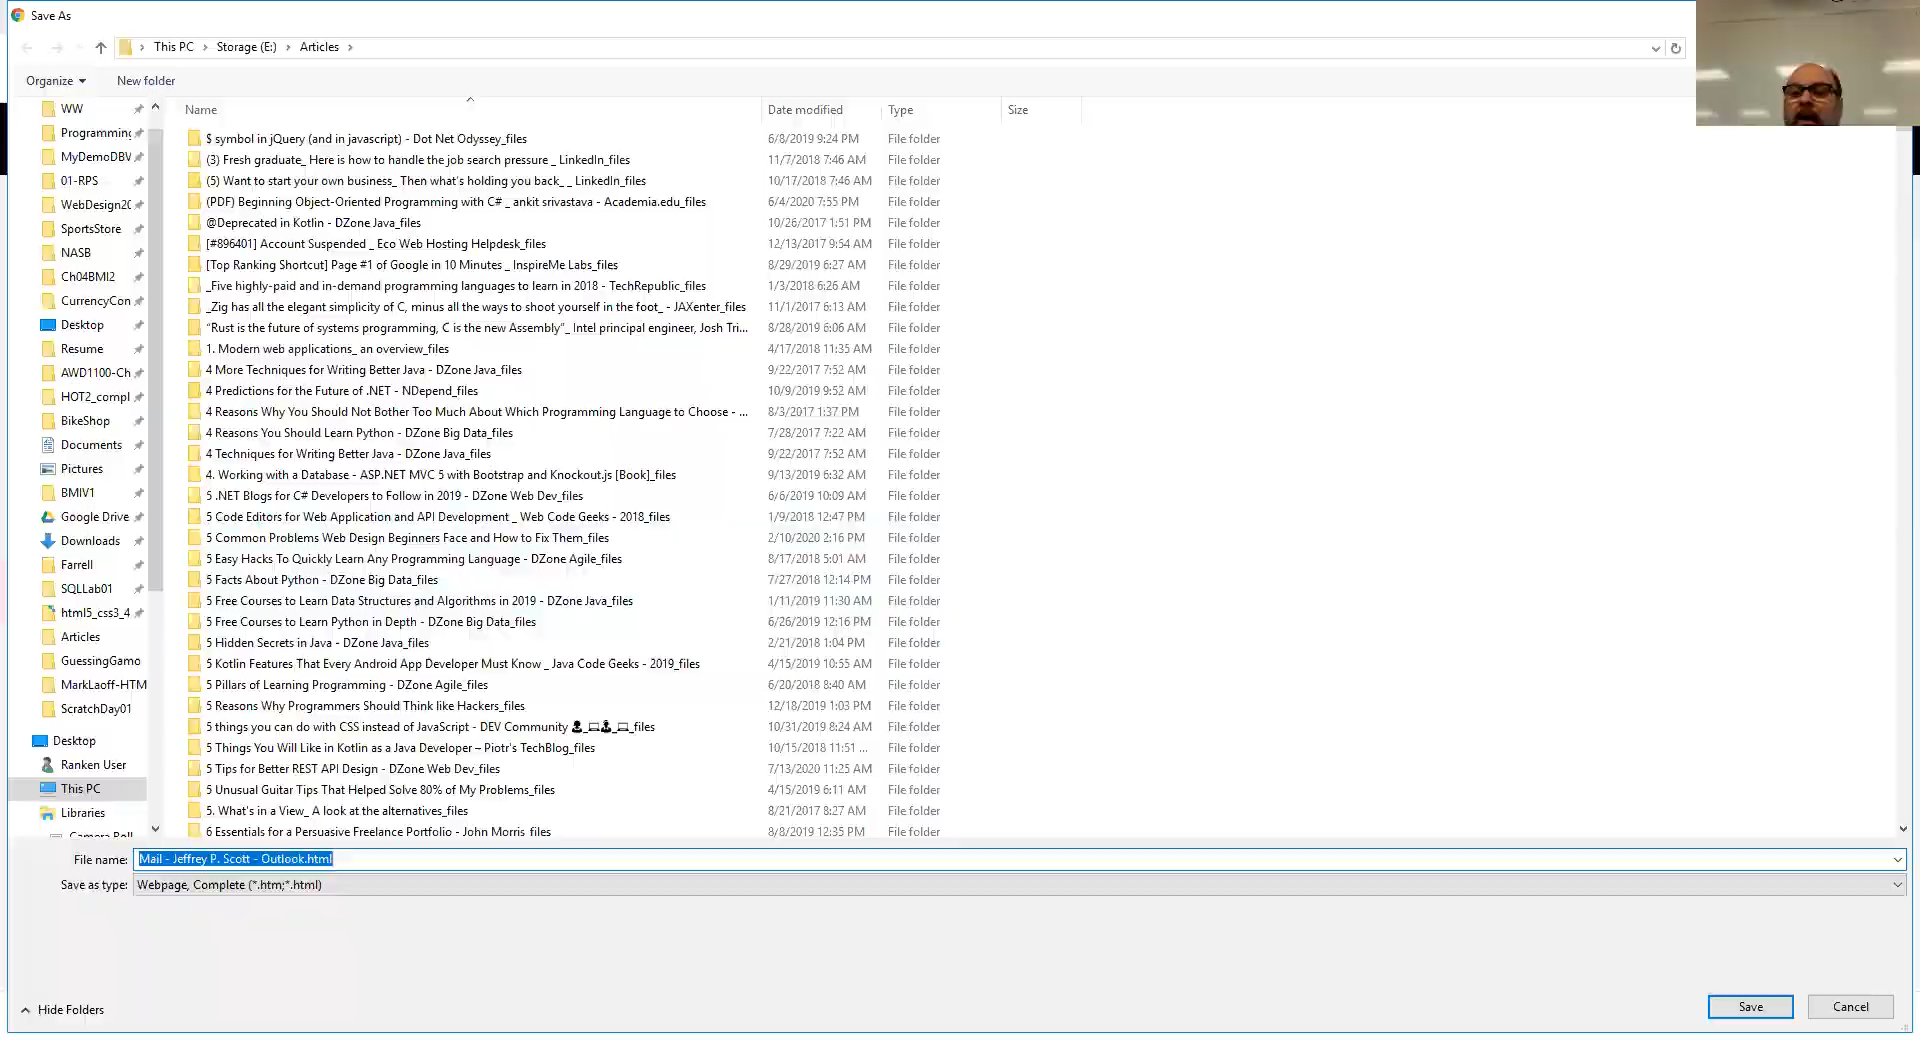 Save As
This PC > Storage (E:) > Articles >
Organize
New folder
WW
Programming
MyDemoDBV
01-RPS
WebDesign20
SportsStore
NASB
Ch04BMI2
CurrencyCon
Desktop
Resume
AWD1100-Ch
HOT2_compl
BikeShop
Documents
Pictures
BMIV1
Google Drive
Downloads
Farrell
SQLLab01
html5_css3_4
Articles
GuessingGamo
MarkLaoff-HTM
ScratchDay01
Desktop
Ranken User
This PC
Libraries
Camera Roll
Name Date modified Type Size
$ symbol in jQuery (and in javascript) - Dot Net Odyssey_files 6/8/2019 9:24 PM File folder
(3) Fresh graduate_ Here is how to handle the job search pressure _ LinkedIn_files 11/7/2018 7:46 AM File folder
(5) Want to start your own business_ Then what's holding you back_ _ LinkedIn_files 10/17/2018 7:46 AM File folder
(PDF) Beginning Object-Oriented Programming with C# _ ankit srivastava - Academia.edu_files 6/4/2020 7:55 PM File folder
@Deprecated in Kotlin - DZone Java_files 10/26/2017 1:51 PM File folder
[#896401] Account Suspended _ Eco Web Hosting Helpdesk_files 12/13/2017 9:54 AM File folder
[Top Ranking Shortcut] Page #1 of Google in 10 Minutes _ InspireMe Labs_files 8/29/2019 6:27 AM File folder
_Five highly-paid and in-demand programming languages to learn in 2018 - TechRepublic_files 1/3/2018 6:26 AM File folder
_Zig has all the elegant simplicity of C, minus all the ways to shoot yourself in the foot_ - JAXenter_files 11/1/2017 6:13 AM File folder
“Rust is the future of systems programming, C is the new Assembly”_ Intel principal engineer, Josh Tri... 8/28/2019 6:06 AM File folder
1. Modern web applications_ an overview_files 4/17/2018 11:35 AM File folder
4 More Techniques for Writing Better Java - DZone Java_files 9/22/2017 7:52 AM File folder
4 Predictions for the Future of .NET - NDepend_files 10/9/2019 9:52 AM File folder
4 Reasons Why You Should Not Bother Too Much About Which Programming Language to Choose - ... 8/3/2017 1:37 PM File folder
4 Reasons You Should Learn Python - DZone Big Data_files 7/28/2017 7:22 AM File folder
4 Techniques for Writing Better Java - DZone Java_files 9/22/2017 7:52 AM File folder
4. Working with a Database - ASP.NET MVC 5 with Bootstrap and Knockout.js [Book]_files 9/13/2019 6:32 AM File folder
5 .NET Blogs for C# Developers to Follow in 2019 - DZone Web Dev_files 6/6/2019 10:09 AM File folder
5 Code Editors for Web Application and API Development _ Web Code Geeks - 2018_files 1/9/2018 12:47 PM File folder
5 Common Problems Web Design Beginners Face and How to Fix Them_files 2/10/2020 2:16 PM File folder
5 Easy Hacks To Quickly Learn Any Programming Language - DZone Agile_files 8/17/2018 5:01 AM File folder
5 Facts About Python - DZone Big Data_files 7/27/2018 12:14 PM File folder
5 Free Courses to Learn Data Structures and Algorithms in 2019 - DZone Java_files 1/11/2019 11:30 AM File folder
5 Free Courses to Learn Python in Depth - DZone Big Data_files 6/26/2019 12:16 PM File folder
5 Hidden Secrets in Java - DZone Java_files 2/21/2018 1:04 PM File folder
5 Kotlin Features That Every Android App Developer Must Know _ Java Code Geeks - 2019_files 4/15/2019 10:55 AM File folder
5 Pillars of Learning Programming - DZone Agile_files 6/20/2018 8:40 AM File folder
5 Reasons Why Programmers Should Think like Hackers_files 12/18/2019 1:03 PM File folder
5 things you can do with CSS instead of JavaScript - DEV Community 👤_💻👤_💻_files 10/31/2019 8:24 AM File folder
5 Things You Will Like in Kotlin as a Java Developer – Piotr's TechBlog_files 10/15/2018 11:51 ... File folder
5 Tips for Better REST API Design - DZone Web Dev_files 7/13/2020 11:25 AM File folder
5 Unusual Guitar Tips That Helped Solve 80% of My Problems_files 4/15/2019 6:11 AM File folder
5. What's in a View_ A look at the alternatives_files 8/21/2017 8:27 AM File folder
6 Essentials for a Persuasive Freelance Portfolio - John Morris_files 8/8/2019 12:35 PM File folder
File name: Mail - Jeffrey P. Scott - Outlook.html
Save as type: Webpage, Complete (*.htm;*.html)
Hide Folders
Save
Cancel